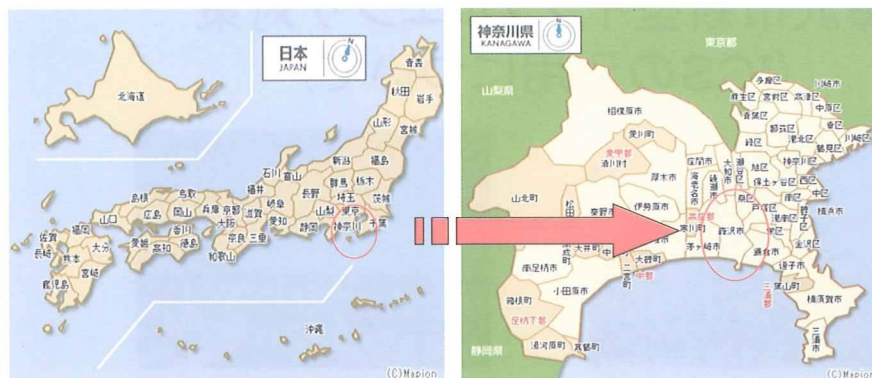 日本
JAPAN
N
北海道
青森
秋田
岩手
山形
宮城
新潟
福島
石川
富山
群馬
栃木
福井
長野
埼玉
茨城
岐阜
山梨
東京
島根
鳥取
兵庫
京都
滋賀
愛知
静岡
神奈川
千葉
山口
広島
岡山
大阪
福岡
香川
奈良
三重
佐賀
大分
愛媛
徳島
長崎
熊本
高知
和歌山
宮崎
鹿児島
沖縄
(C)Mapion
神奈川県
KANAGAWA
N
東京都
山梨県
多摩区
川崎市
麻生区
宮前区
高津区
相模原市
青葉区
中原区
都筑区
幸区
愛川町
緑区
港北区
川崎区
鶴見区
愛甲郡
清川村
座間市
大和市
瀬谷区
旭区
神奈川区
厚木市
海老名市
綾瀬市
保土ヶ谷区
西区
山北町
中区
松田町
秦野市
伊勢原市
高座郡
泉区
戸塚区
港南区
磯子区
横浜市
寒川町
藤沢市
栄区
金沢区
大井町
中
茅ヶ崎市
鎌倉市
南足柄市
二宮町
大磯町
中郡
逗子市
葉山町
小田原市
三浦郡
横須賀市
箱根町
足柄下郡
三浦市
湯河原町
真鶴町
静岡県
(C)Mapion